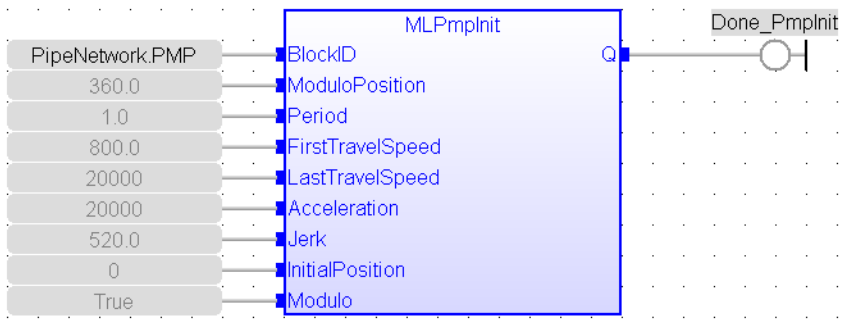 MLPmpInit
Done_PmpInit
PipeNetwork.PMP BlockID Q
360.0 ModuloPosition
1.0 Period
800.0 FirstTravelSpeed
20000 LastTravelSpeed
20000 Acceleration
520.0 Jerk
0 InitialPosition
True Modulo